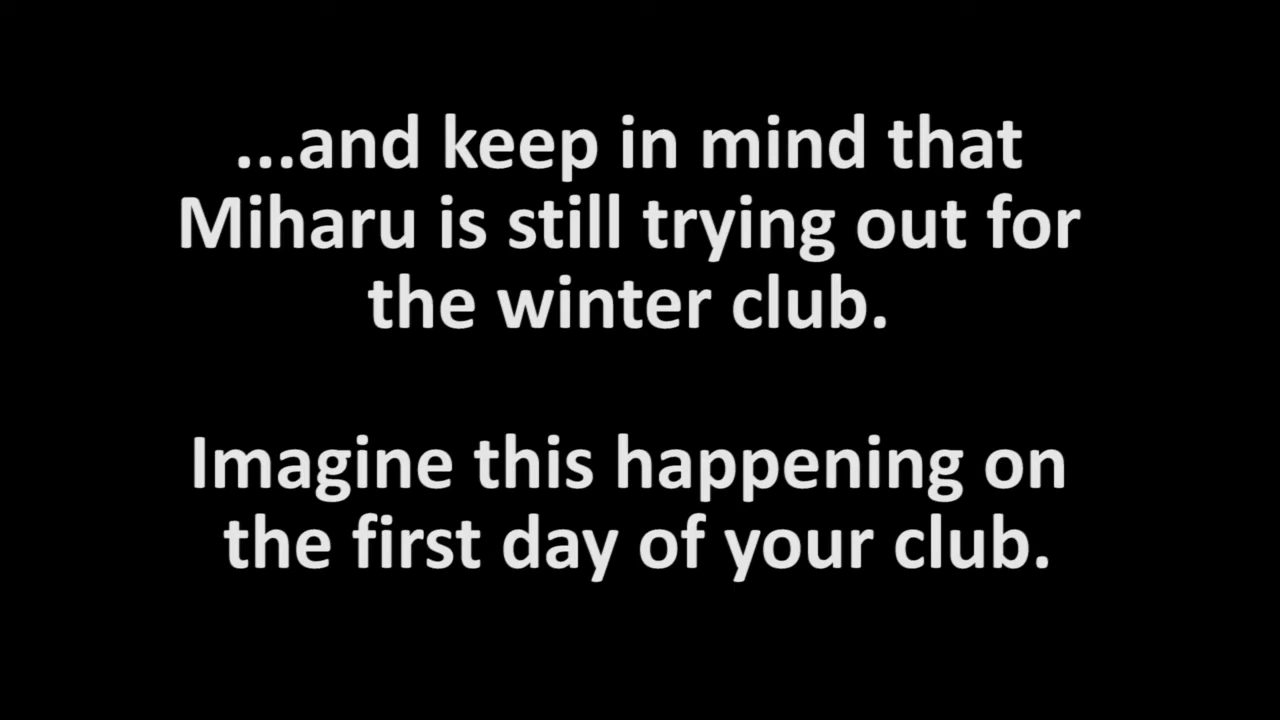 ...and keep in mind that
Miharu is still trying out for
the winter club.
Imagine this happening on
the first day of your club.